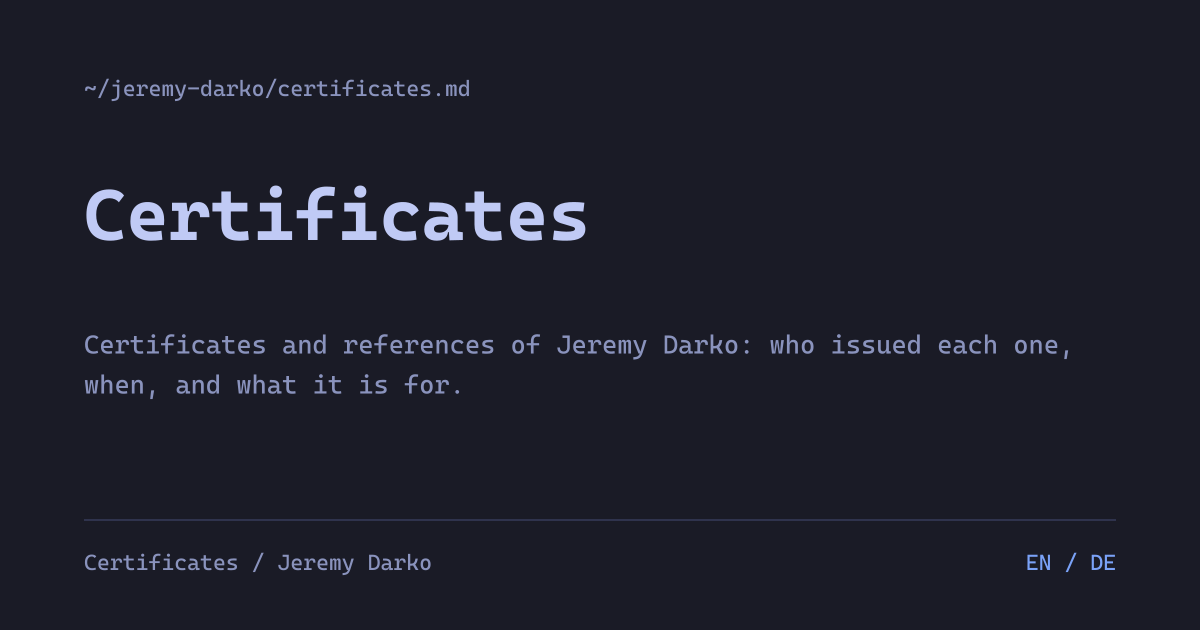 ~/jeremy-darko/certificates.md
Certificates
Certificates and references of Jeremy Darko: who issued each one,
when, and what it is for.
Certificates / Jeremy Darko
EN / DE